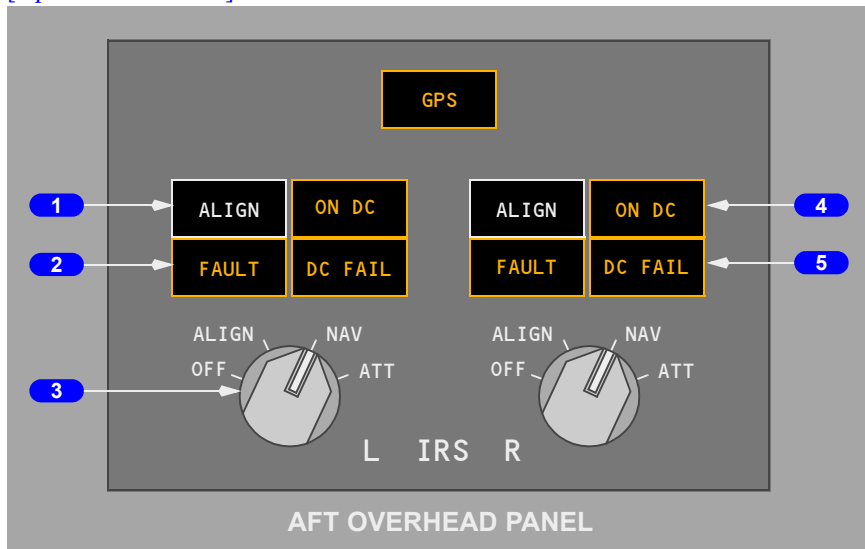 GPS
1 ALIGN ON DC ALIGN ON DC 4
2 FAULT DC FAIL FAULT DC FAIL 5
ALIGN NAV ALIGN NAV
OFF ATT OFF ATT
3
L IRS R
AFT OVERHEAD PANEL